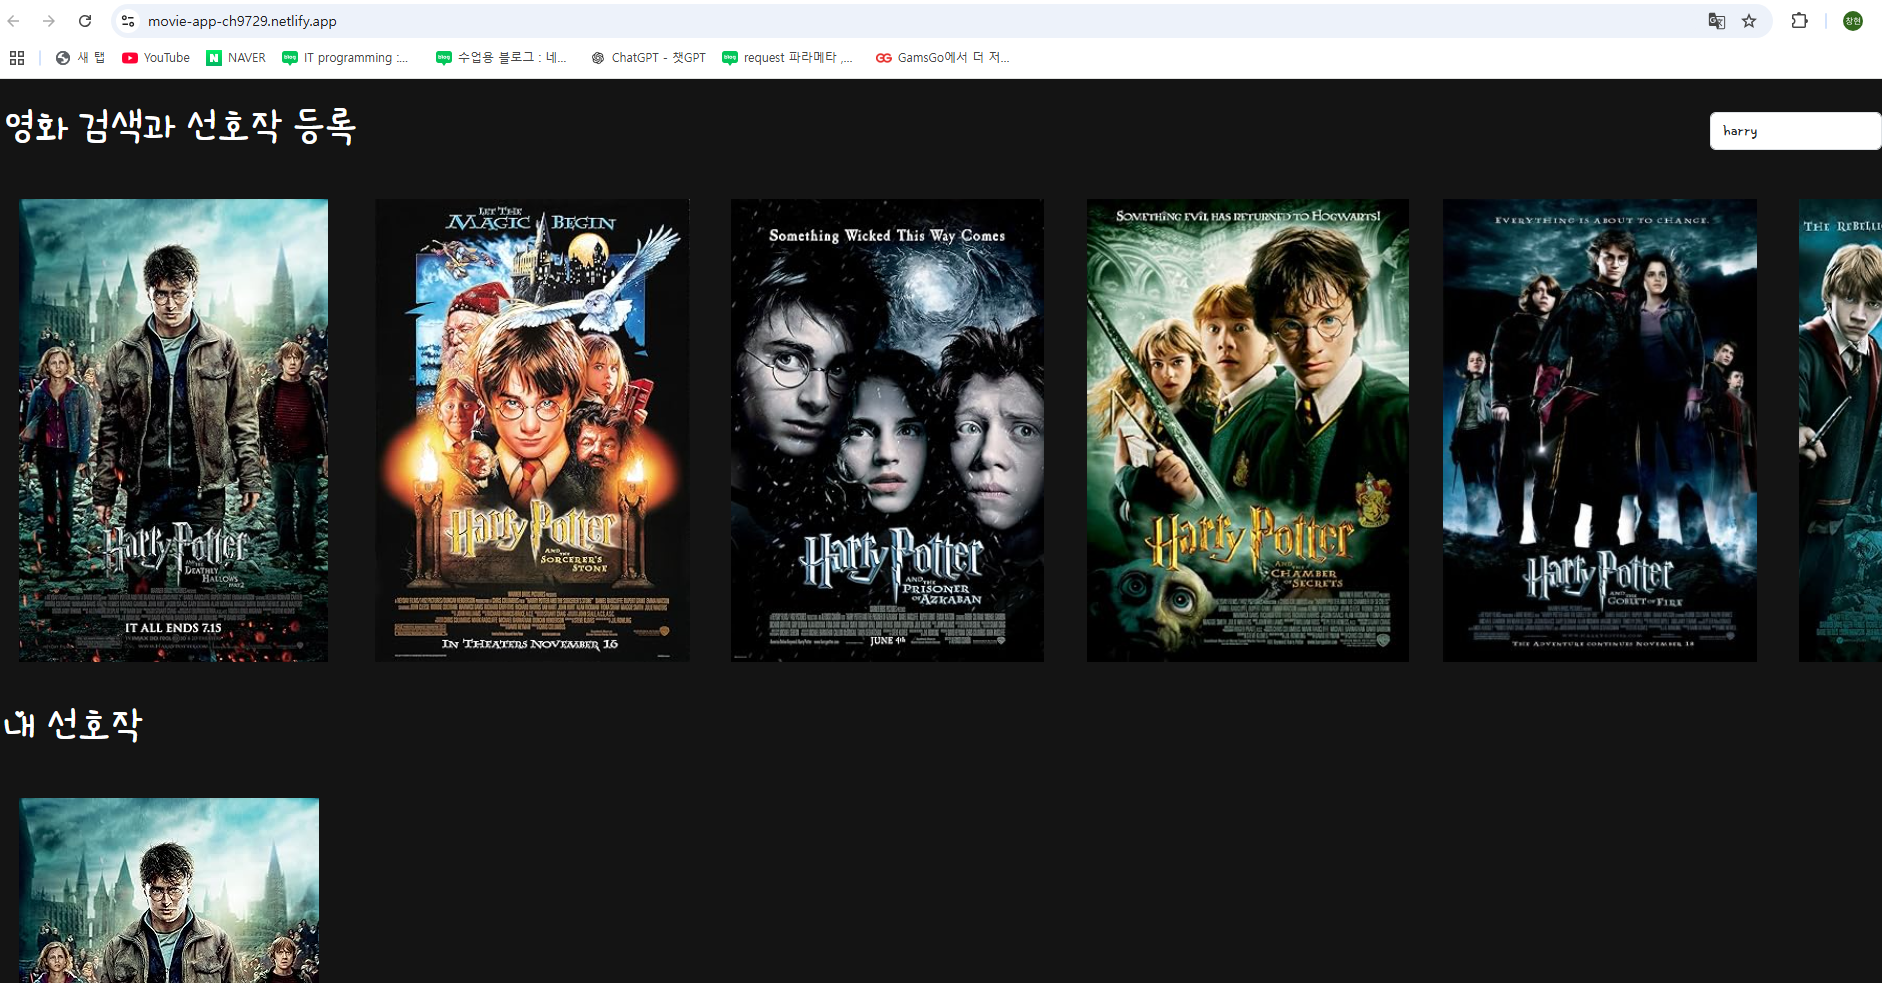 movie-app-ch9729.netlify.app
창현
새 탭
YouTube
NAVER
IT programming :...
수업용 블로그 : 네...
ChatGPT - 챗GPT
request 파라메타 ,...
GamsGo에서 더 저...
영화 검색과 선호작 등록
harry
Harry Potter
AND THE
DEATHLY
HALLOWS
PART 2
IT ALL ENDS 7.15
LET THE
MAGIC BEGIN
Harry Potter
AND THE
SORCERER'S
STONE
IN THEATERS NOVEMBER 16
Something Wicked This Way Comes
Harry Potter
AND THE
PRISONER
OF AZKABAN
JUNE 4th
SOMETHING EVIL HAS RETURNED TO HOGWARTS!
Harry Potter
AND THE
CHAMBER
OF SECRETS
EVERYTHING IS ABOUT TO CHANGE.
Harry Potter
AND THE
GOBLET OF FIRE
THE ADVENTURE CONTINUES NOVEMBER 18
THE REBELLI
내 선호작